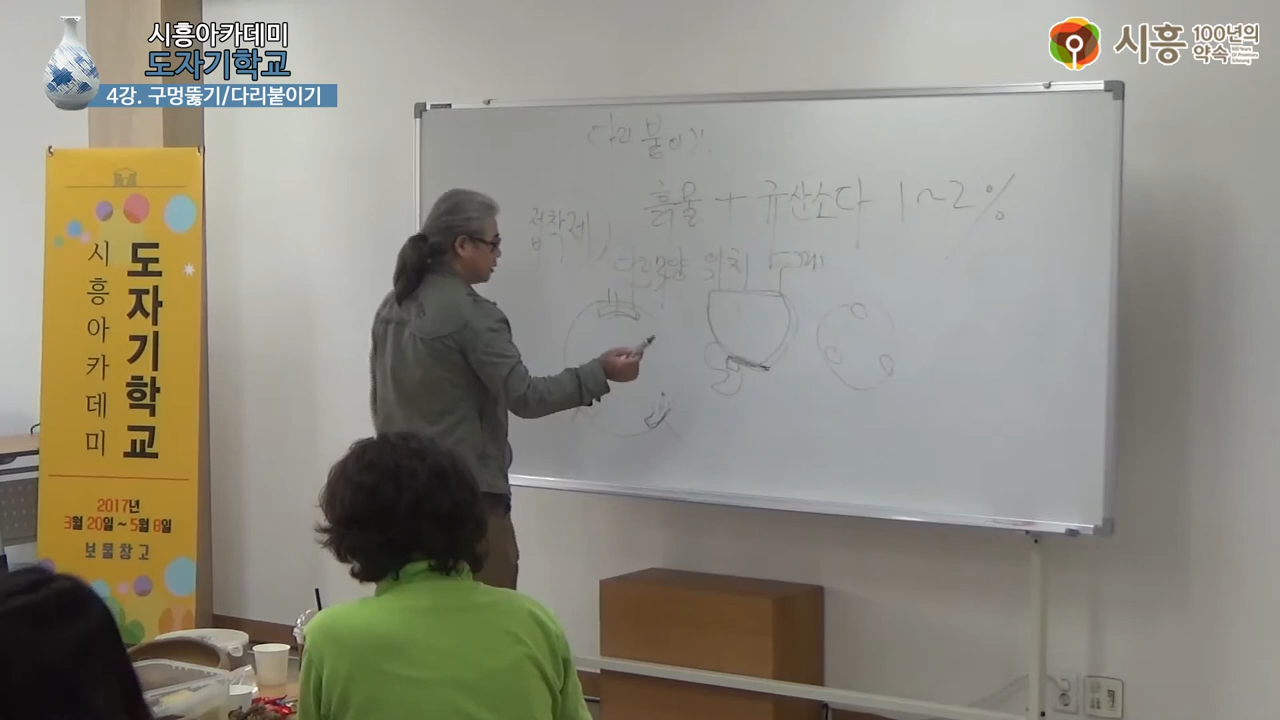 시흥아카데미
도자기학교
4강. 구멍뚫기/다리붙이기
시흥 100년의 약속
시흥아카데미
도자기학교
2017년
3월 20일 ~ 5월 8일
보물창고
다리 붙이기
흙물 + 규산소다 1~2%
접착제,
다리모양 위치 두께